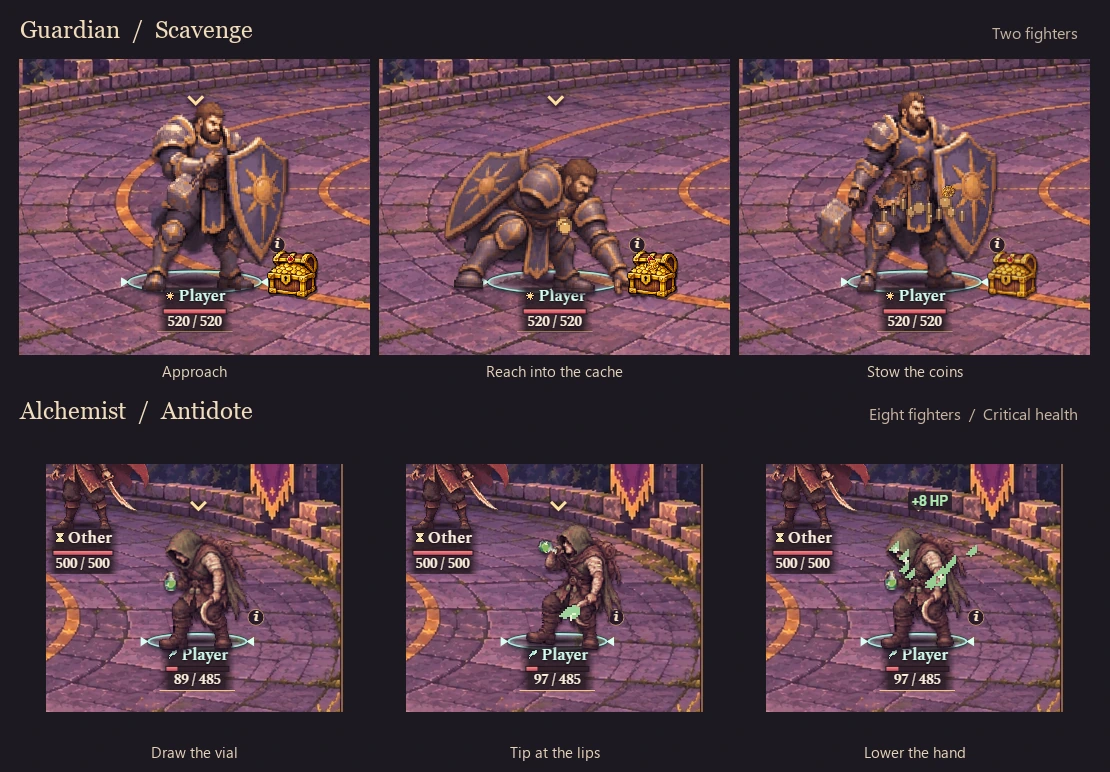 Guardian / Scavenge
Two fighters
i
Player
520 / 520
i
Player
520 / 520
i
Player
520 / 520
Approach
Reach into the cache
Stow the coins
Alchemist / Antidote
Eight fighters / Critical health
Other
500 / 500
i
Player
89 / 485
Other
500 / 500
i
Player
97 / 485
+8 HP
Other
500 / 500
i
Player
97 / 485
Draw the vial
Tip at the lips
Lower the hand